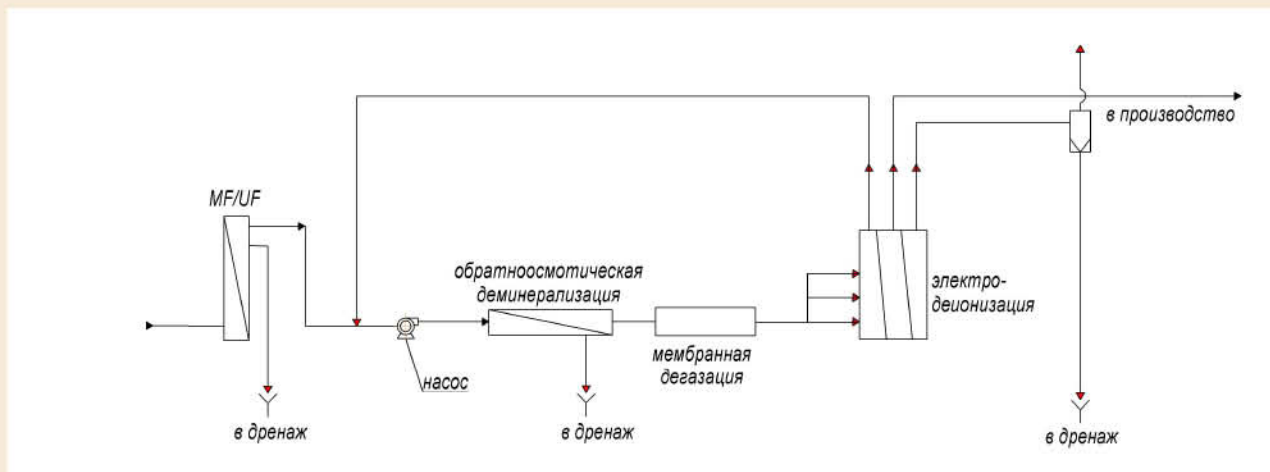 в производство
MF/UF
обратноосмотическая
деминерализация
электро-
деионизация
мембранная
дегазация
насос
в дренаж
в дренаж
в дренаж